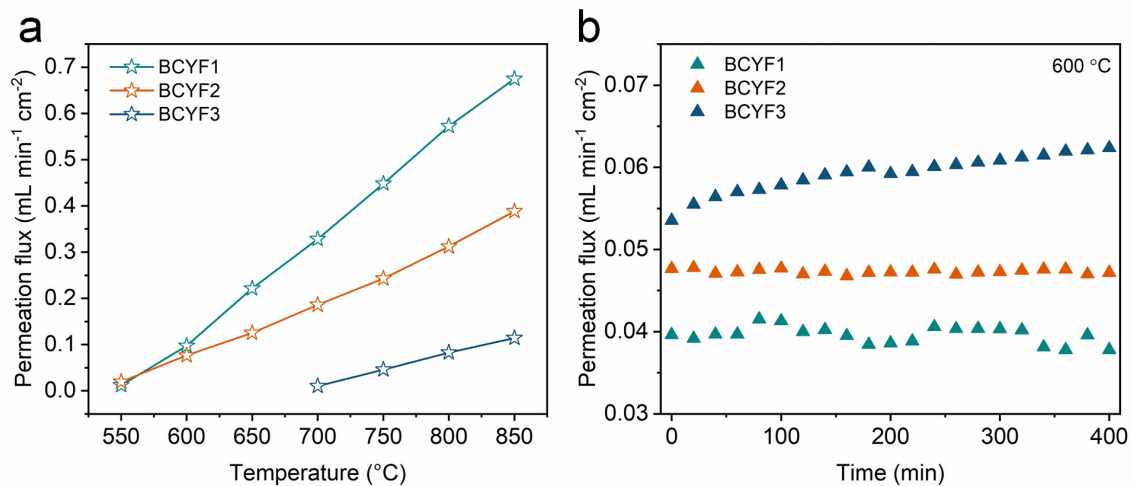 a
BCYF1
BCYF2
BCYF3
0.7
0.6
0.5
0.4
0.3
0.2
0.1
0.0
Permeation flux (mL min⁻¹ cm⁻²)
550 600 650 700 750 800 850
Temperature (°C)
b
BCYF1
BCYF2
BCYF3
600 °C
0.07
0.06
0.05
0.04
0.03
Permeation flux (mL min⁻¹ cm⁻²)
0 100 200 300 400
Time (min)